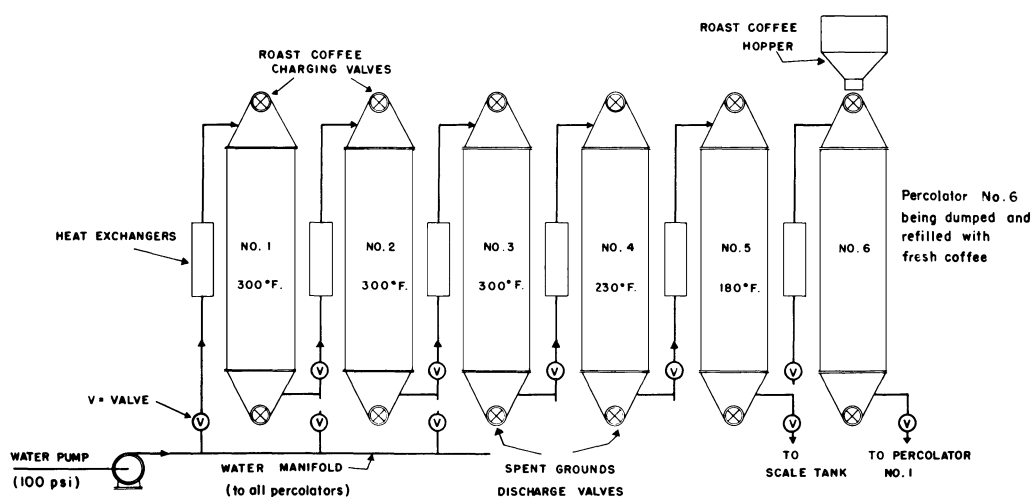 ROAST COFFEE
HOPPER
ROAST COFFEE
CHARGING VALVES
HEAT EXCHANGERS
NO. 1
300°F.
NO.2
300°F.
NO.3
300°F.
NO. 4
230°F.
NO.5
180°F.
NO.6
Percolator No.6
being dumped and
refilled with
fresh coffee
V
V
V
V
V
V = VALVE
V
V
V
V
V
WATER PUMP
(100 psi)
WATER MANIFOLD
(to all percolators)
SPENT GROUNDS
DISCHARGE VALVES
TO
SCALE TANK
TO PERCOLATOR
NO.1